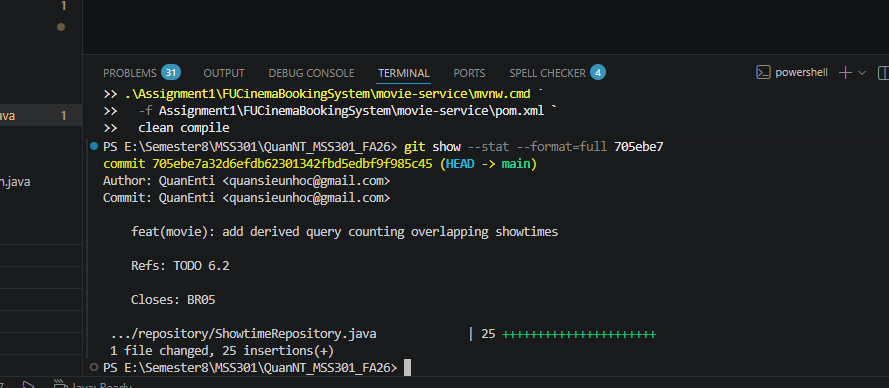 1
ava 1
n.java
PROBLEMS 31 OUTPUT DEBUG CONSOLE TERMINAL PORTS SPELL CHECKER 4 powershell
>> .\Assignment1\FUCinemaBookingSystem\movie-service\mvnw.cmd `
>>   -f Assignment1\FUCinemaBookingSystem\movie-service\pom.xml `
>>   clean compile
PS E:\Semester8\MSS301\QuanNT_MSS301_FA26> git show --stat --format=full 705ebe7
commit 705ebe7a32d6efdb62301342fbd5edbf9f985c45 (HEAD -> main)
Author: QuanEnti <quansieunhoc@gmail.com>
Commit: QuanEnti <quansieunhoc@gmail.com>
feat(movie): add derived query counting overlapping showtimes
Refs: TODO 6.2
Closes: BR05
.../repository/ShowtimeRepository.java | 25 ++++++++++++++++++++++
1 file changed, 25 insertions(+)
PS E:\Semester8\MSS301\QuanNT_MSS301_FA26>
Java: Ready